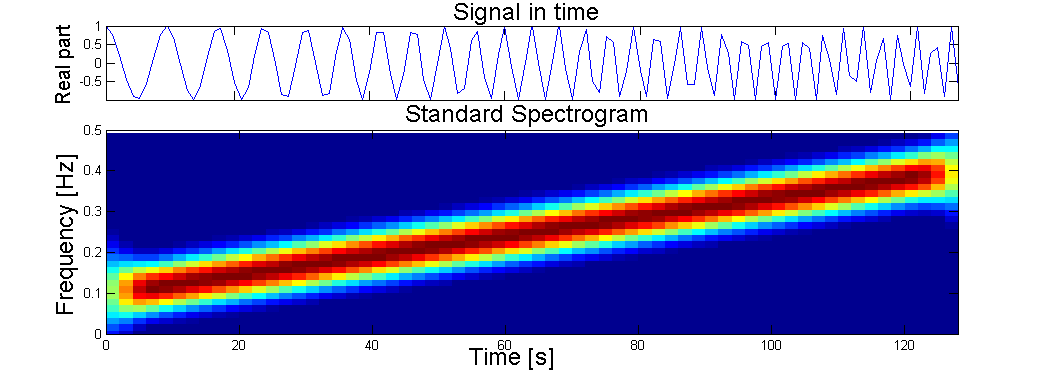 Signal in time
Real part
1
0.5
0
-0.5
Standard Spectrogram
Frequency [Hz]
0.5
0.4
0.3
0.2
0.1
0
0 20 40 60 80 100 120
Time [s]